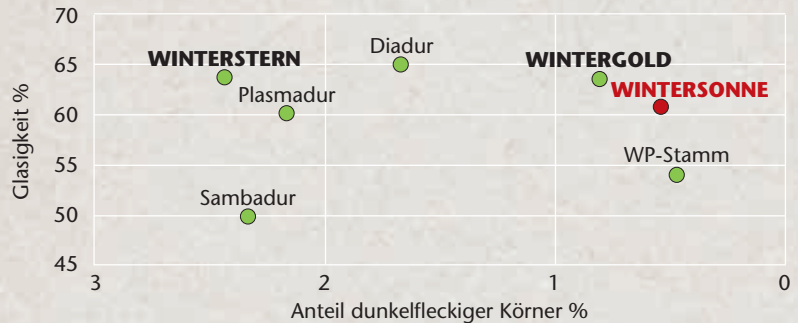 70
65
60
55
50
45
Glasigkeit %
WINTERSTERN
Diadur
WINTERGOLD
Plasmadur
WINTERSONNE
WP-Stamm
Sambadur
3
2
1
0
Anteil dunkelfleckiger Körner %